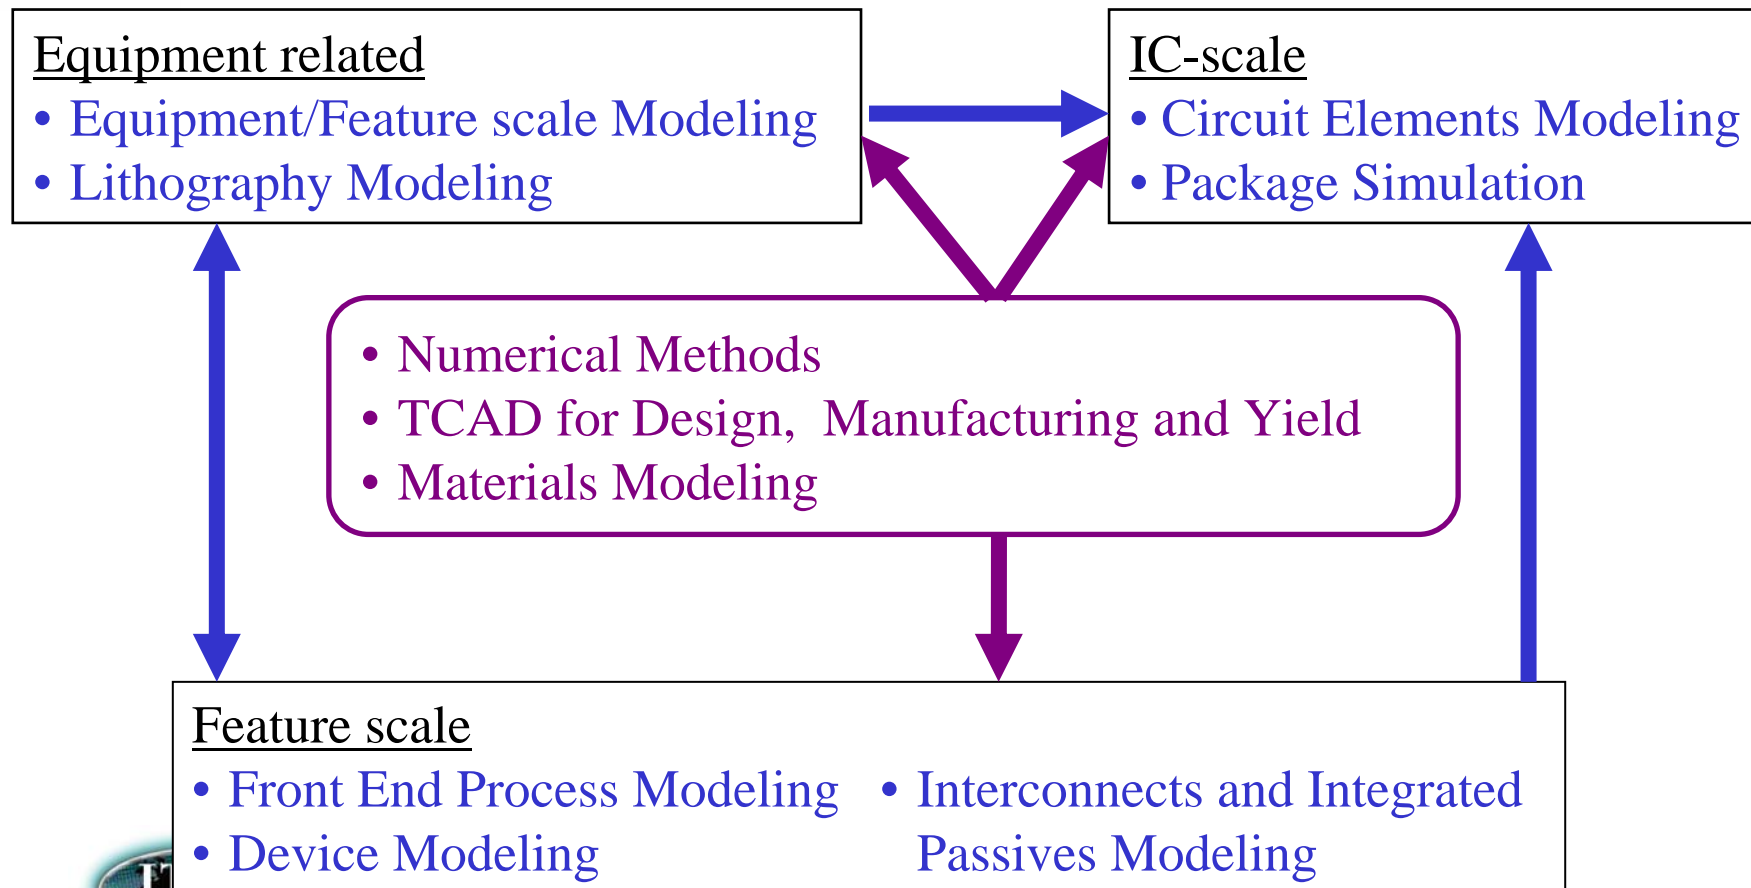 Equipment related
• Equipment/Feature scale Modeling
• Lithography Modeling
IC-scale
• Circuit Elements Modeling
• Package Simulation
• Numerical Methods
• TCAD for Design, Manufacturing and Yield
• Materials Modeling
Feature scale
• Front End Process Modeling
• Device Modeling
• Interconnects and Integrated
Passives Modeling